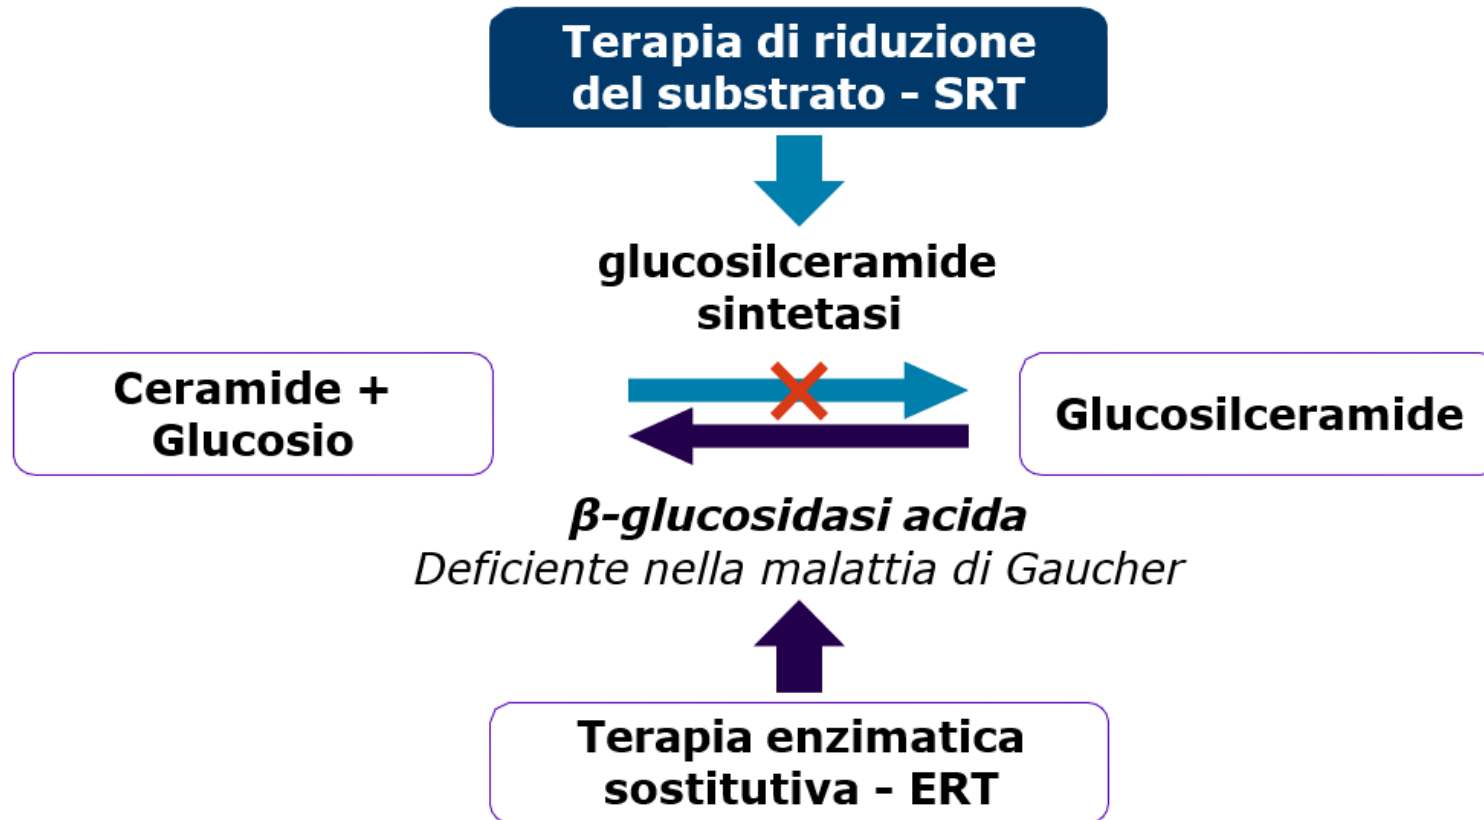 Terapia di riduzione
del substrato - SRT
glucosilceramide
sintetasi
Ceramide +
Glucosio
Glucosilceramide
β-glucosidasi acida
Deficiente nella malattia di Gaucher
Terapia enzimatica
sostitutiva - ERT